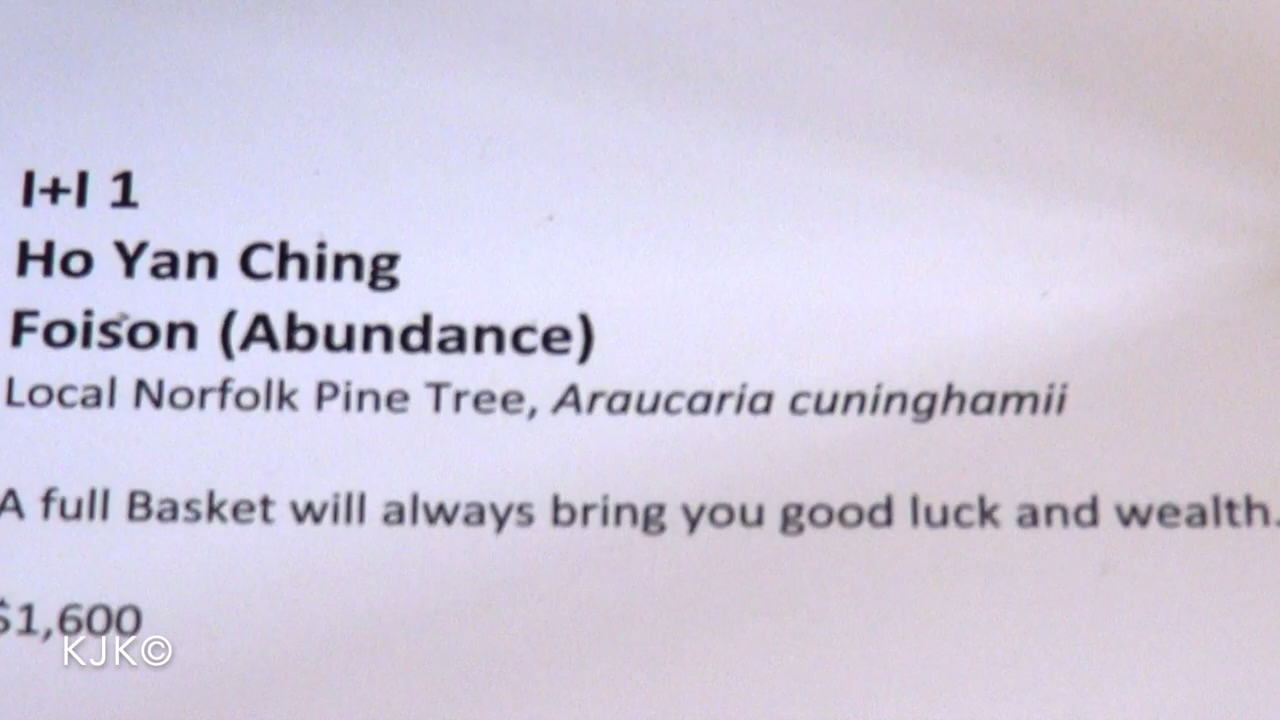 I+I 1
Ho Yan Ching
Foison (Abundance)
Local Norfolk Pine Tree, Araucaria cuninghamii
A full Basket will always bring you good luck and wealth.
$1,600
KJK©